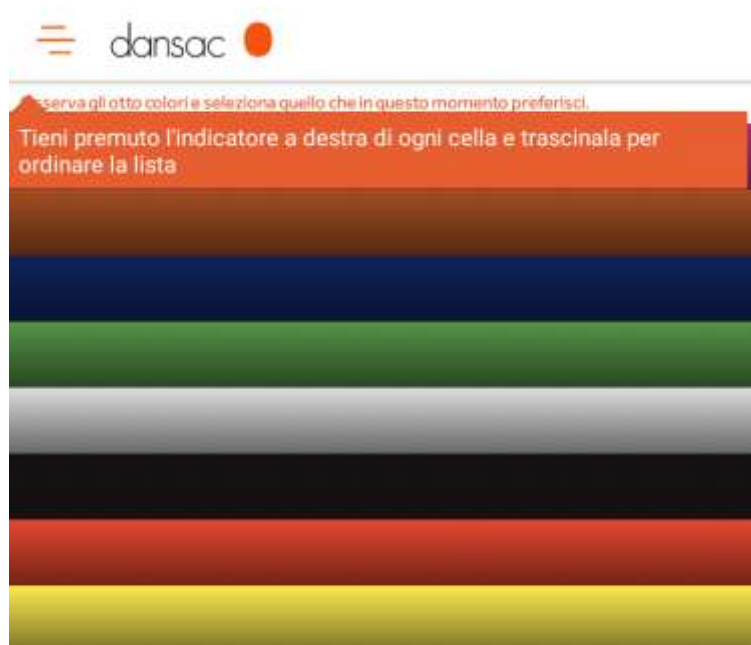 dansac
serva gli otto colori e seleziona quello che in questo momento preferisci.
Tieni premuto l'indicatore a destra di ogni cella e trascinala per
ordinare la lista